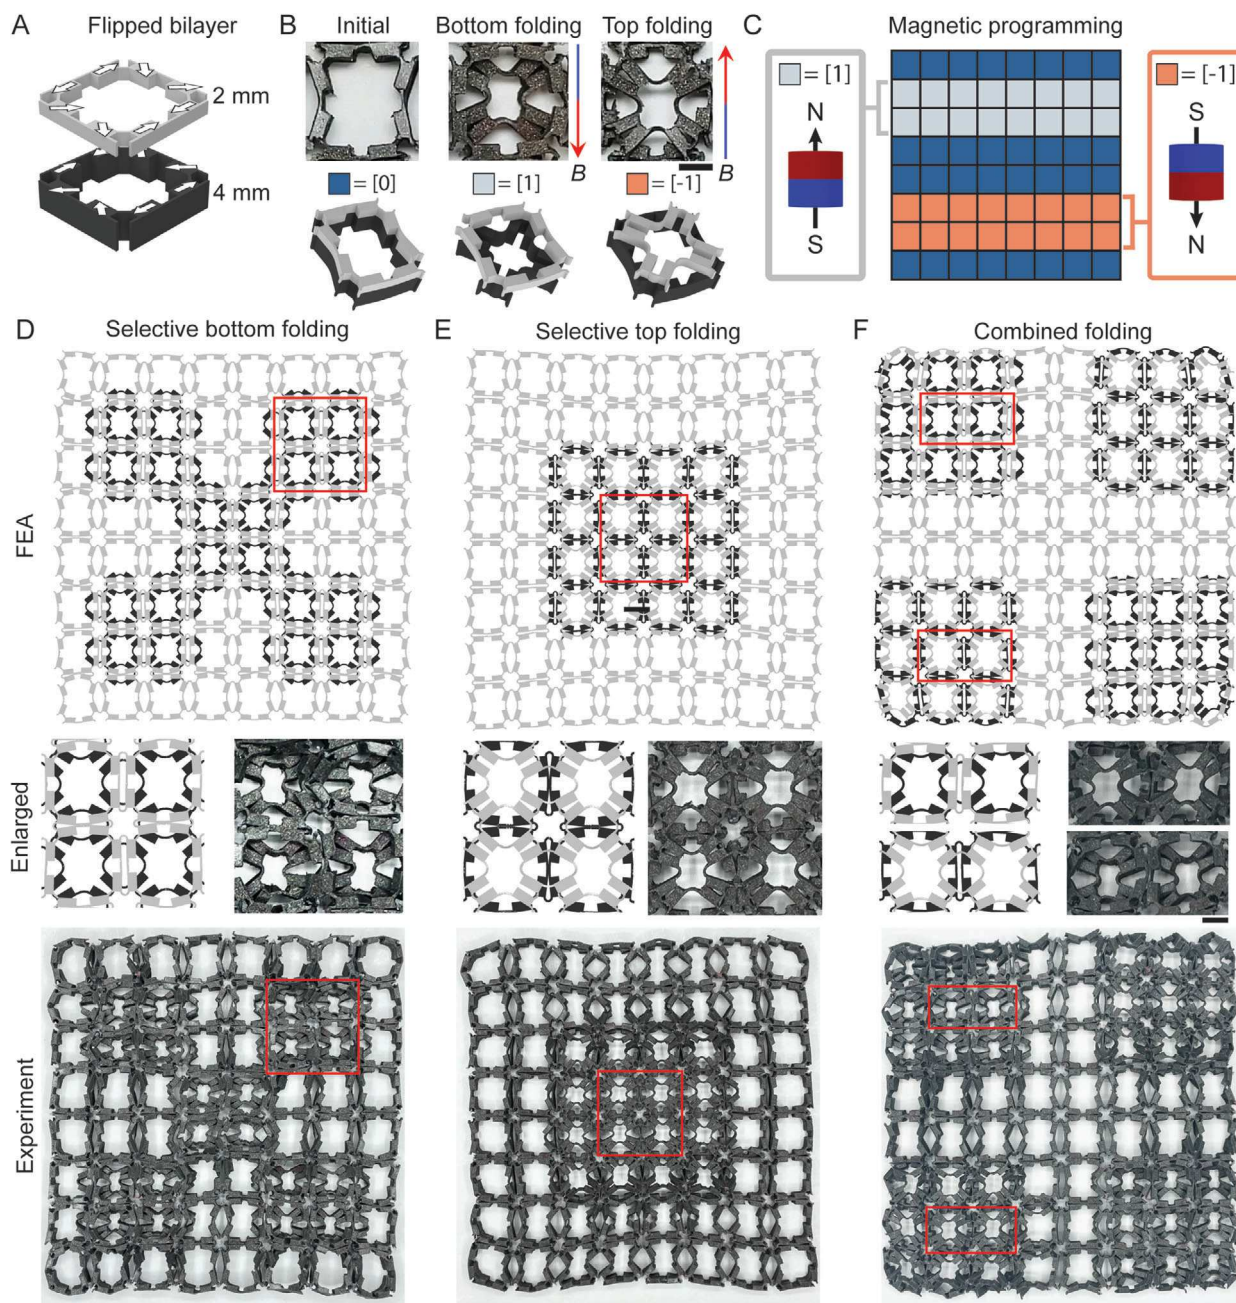 A Flipped bilayer
2 mm
4 mm
B Initial Bottom folding Top folding
B B
= [0] = [1] = [-1]
C Magnetic programming
= [1]
N
S
= [-1]
S
N
D Selective bottom folding
E Selective top folding
F Combined folding
FEA
Enlarged
Experiment